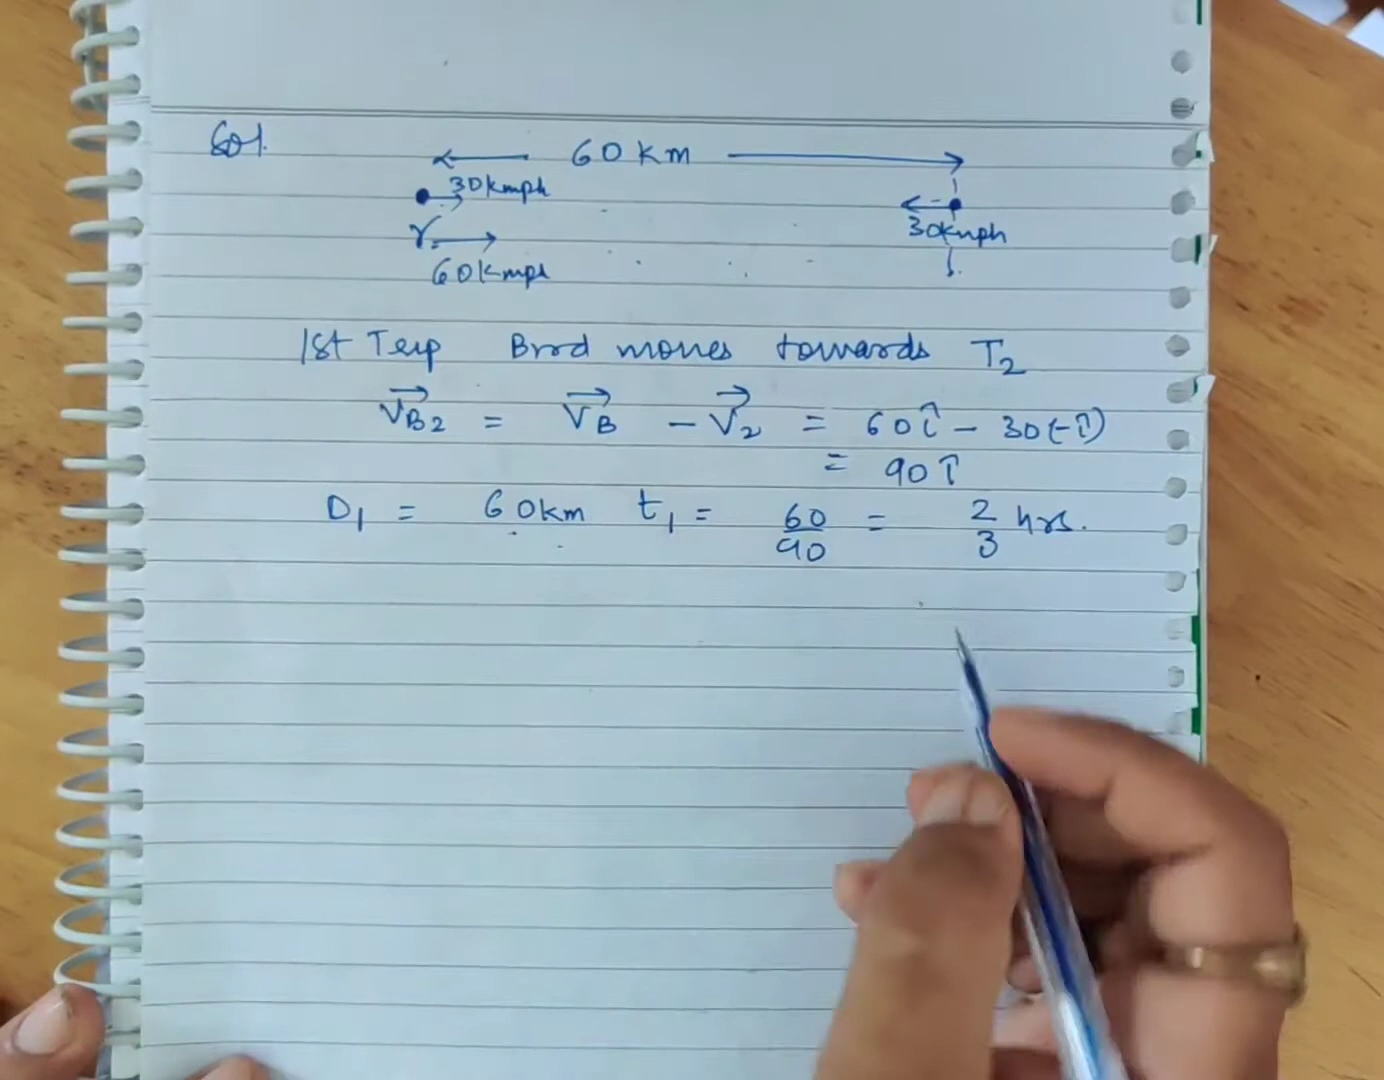 Sol.
60 km
30kmph
30kmph
60kmph
1st Trip Bird moves towards T₂
V⃗B2 = V⃗B - V⃗2 = 60î - 30(-î)
= 90î
D₁ = 60km t₁ = 60/90 = 2/3 hrs.